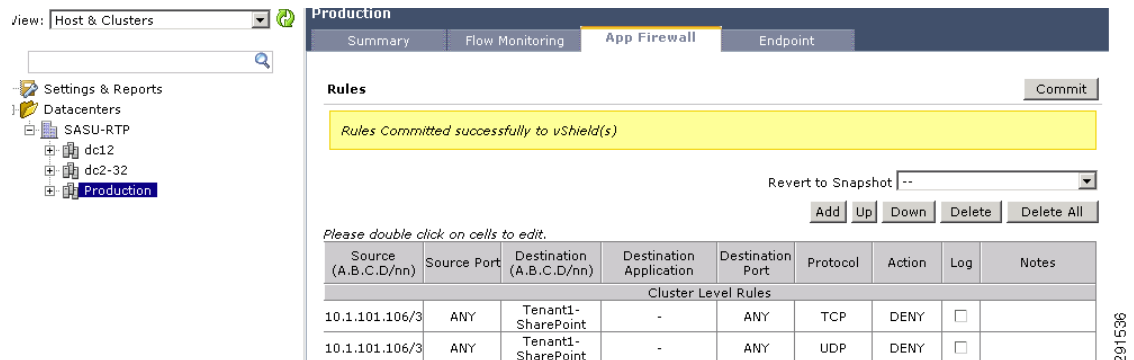 View: Host & Clusters
Settings & Reports
Datacenters
SASU-RTP
dc12
dc2-32
Production
Production
Summary Flow Monitoring App Firewall Endpoint
Rules Commit
Rules Committed successfully to vShield(s)
Revert to Snapshot --
Add Up Down Delete Delete All
Please double click on cells to edit.
Source (A.B.C.D/nn) Source Port Destination (A.B.C.D/nn) Destination Application Destination Port Protocol Action Log Notes
Cluster Level Rules
10.1.101.106/3 ANY Tenant1-SharePoint - ANY TCP DENY
10.1.101.106/3 ANY Tenant1-SharePoint - ANY UDP DENY
291536